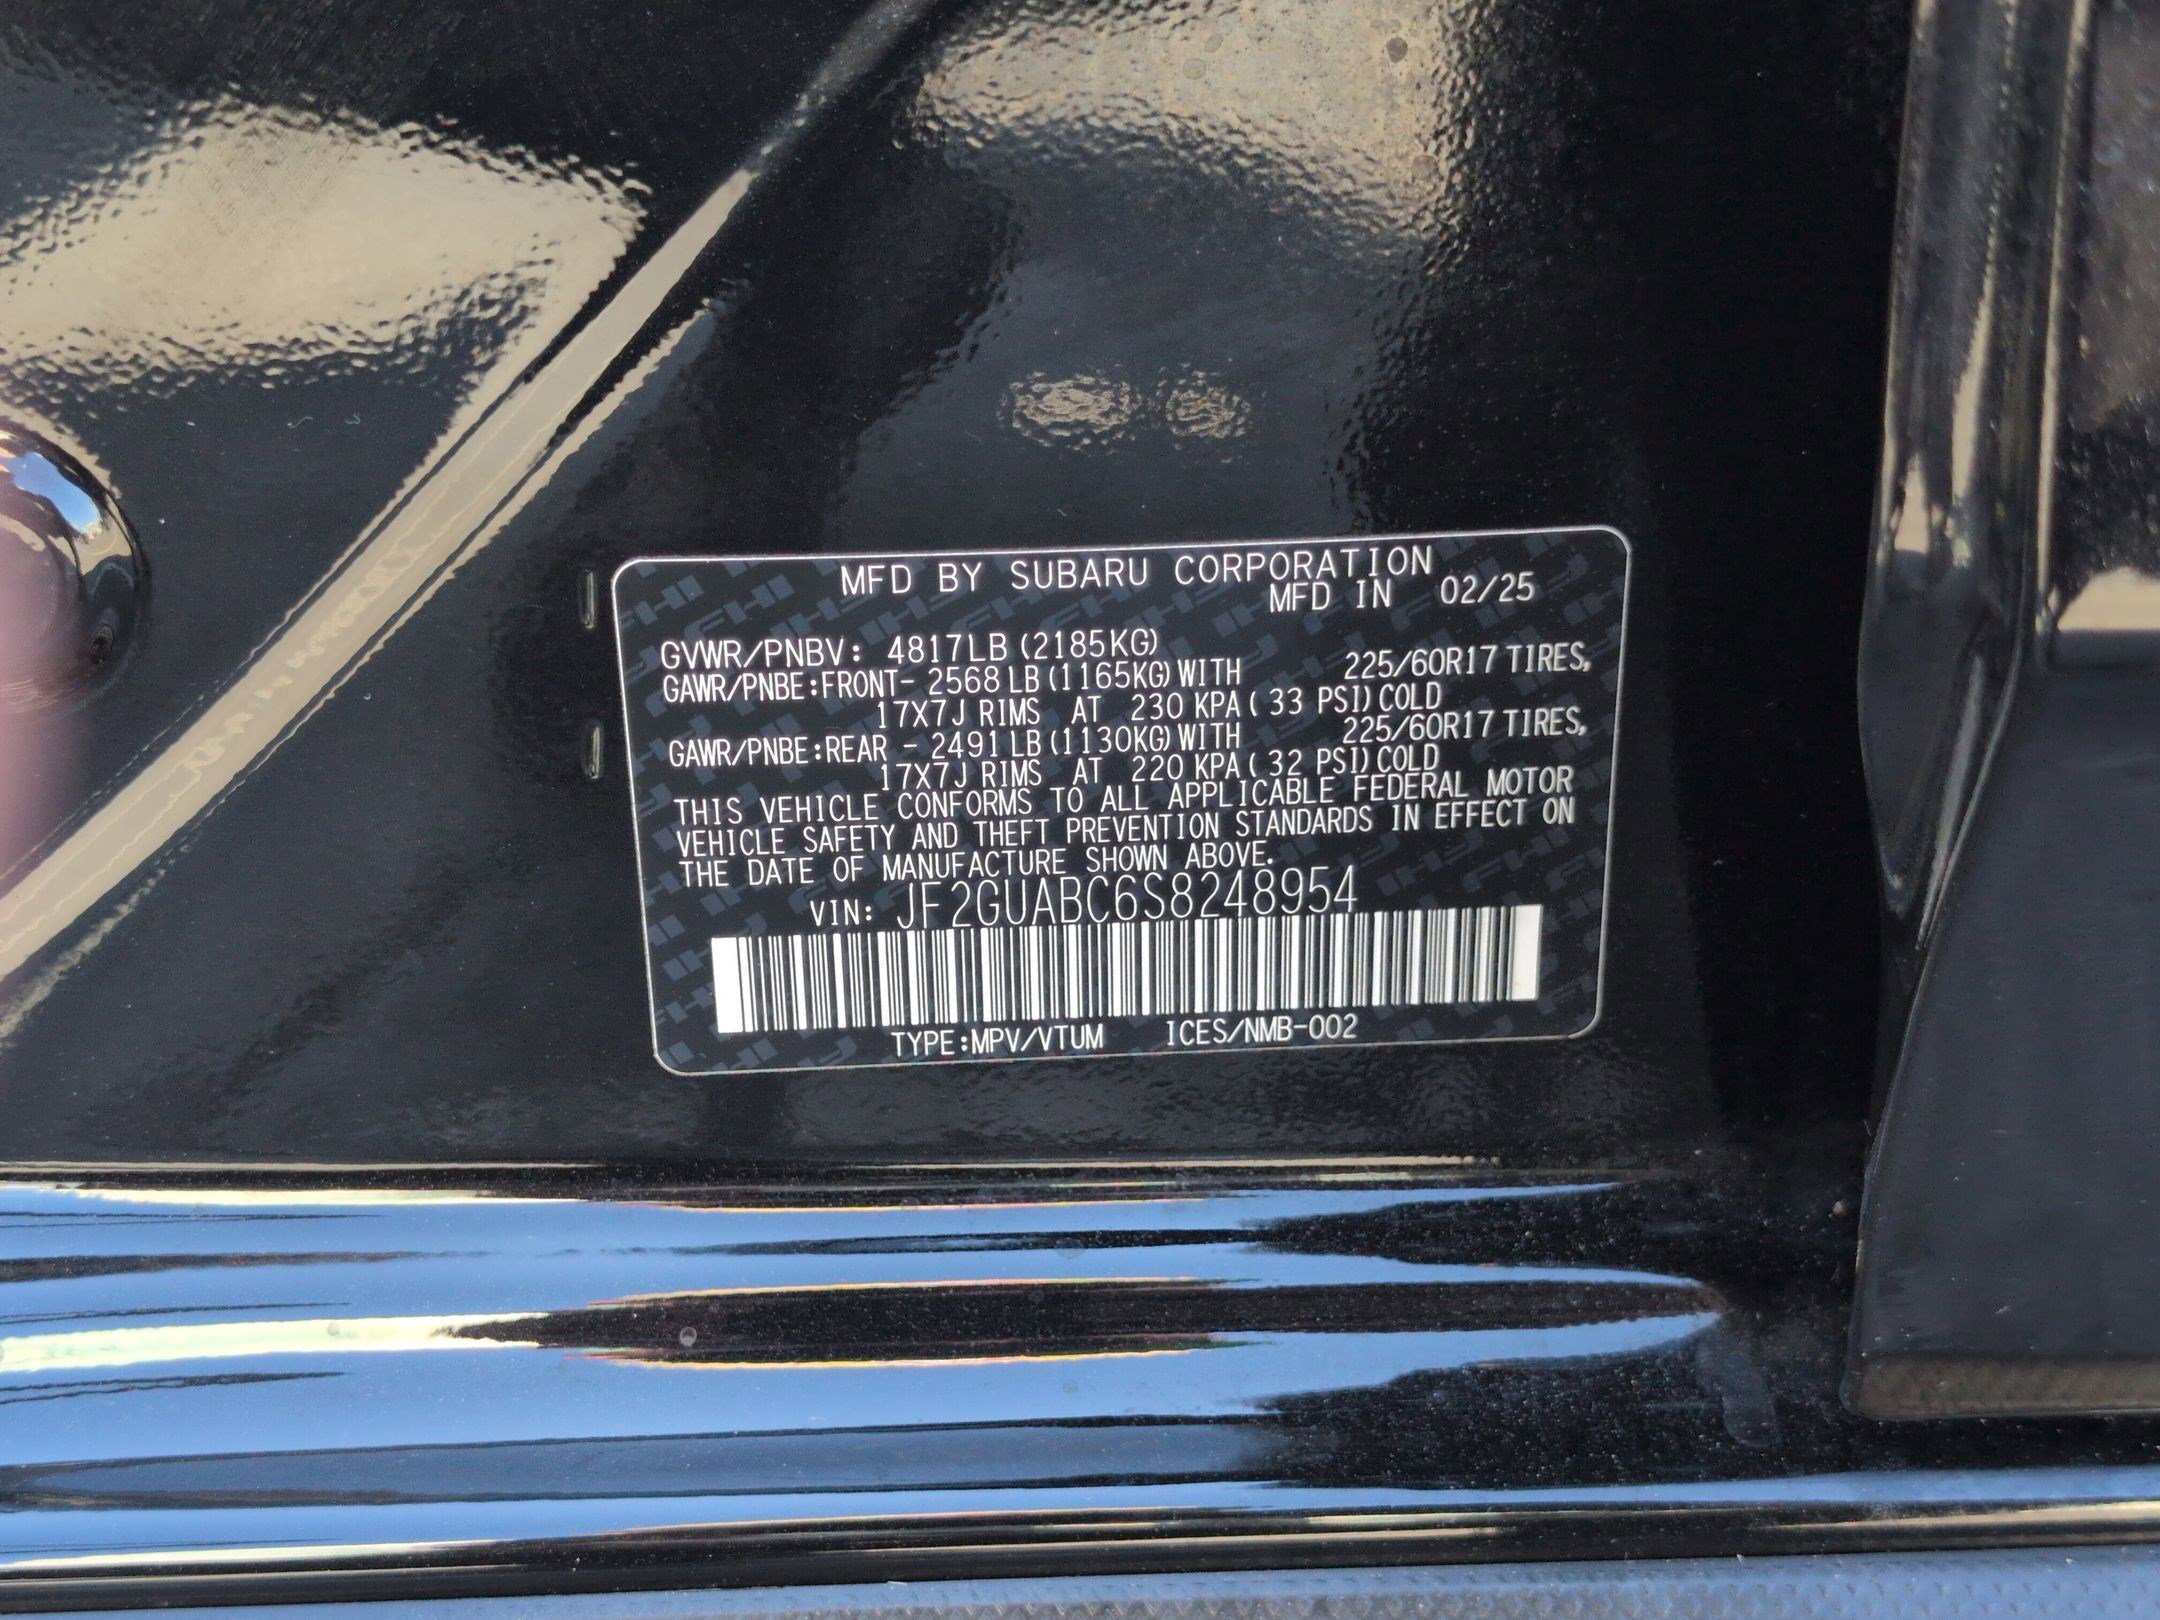 MFD BY SUBARU CORPORATION
MFD IN 02/25
GVWR/PNBV: 4817LB (2185KG)
GAWR/PNBE:FRONT- 2568 LB (1165KG) WITH 225/60R17 TIRES,
17X7J RIMS AT 230 KPA ( 33 PSI) COLD
GAWR/PNBE:REAR - 2491 LB (1130KG) WITH 225/60R17 TIRES,
17X7J RIMS AT 220 KPA ( 32 PSI) COLD
THIS VEHICLE CONFORMS TO ALL APPLICABLE FEDERAL MOTOR
VEHICLE SAFETY AND THEFT PREVENTION STANDARDS IN EFFECT ON
THE DATE OF MANUFACTURE SHOWN ABOVE.
VIN: JF2GUABC6S8248954
TYPE:MPV/VTUM ICES/NMB-002